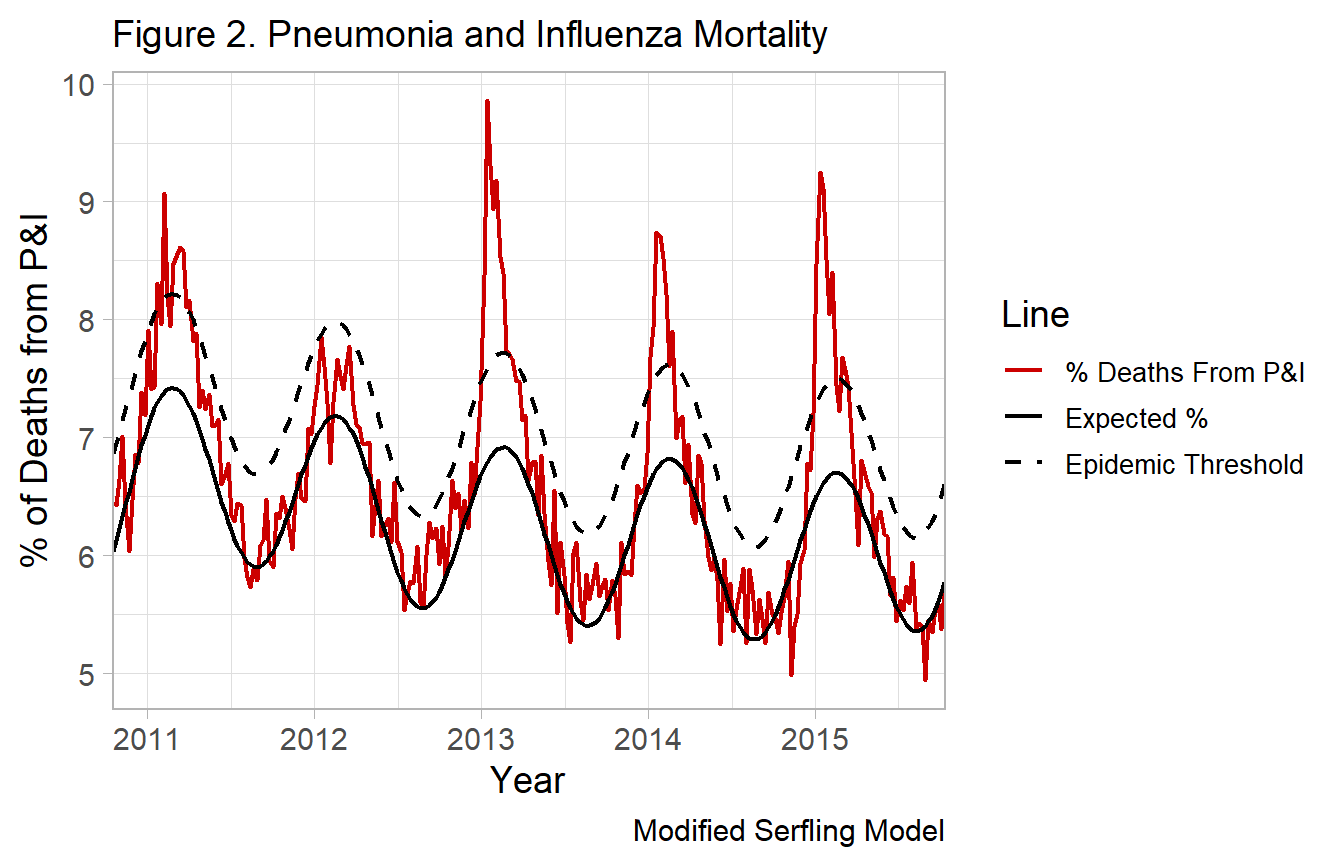 Figure 2. Pneumonia and Influenza Mortality
10
9
8
7
6
5
% of Deaths from P&I
2011 2012 2013 2014 2015
Year
Modified Serfling Model
Line
% Deaths From P&I
Expected %
Epidemic Threshold